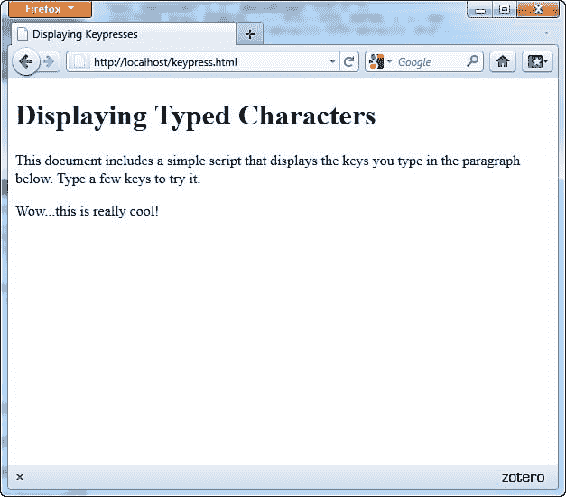 Firefox
Displaying Keypresses
http://localhost/keypress.html
Google
Displaying Typed Characters
This document includes a simple script that displays the keys you type in the paragraph
below. Type a few keys to try it.
Wow...this is really cool!
zotero